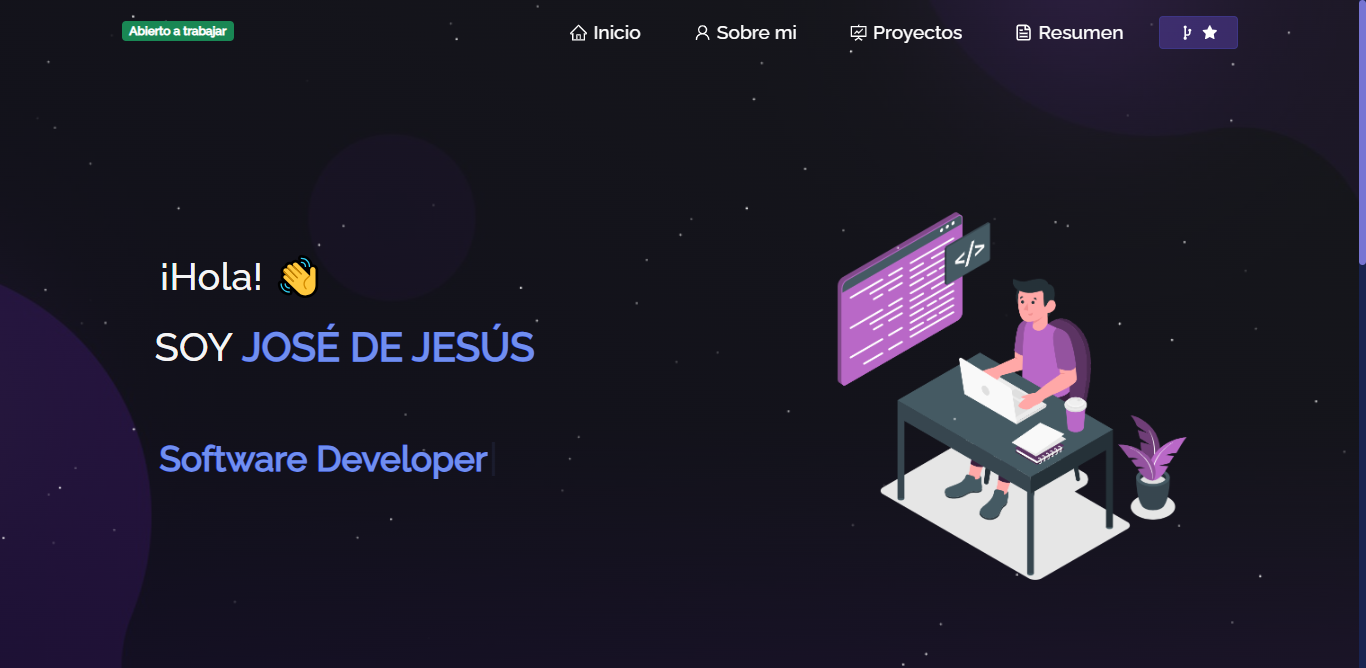 Abierto a trabajar
Inicio
Sobre mi
Proyectos
Resumen
¡Hola! 👋
SOY JOSÉ DE JESÚS
</>
Software Developer